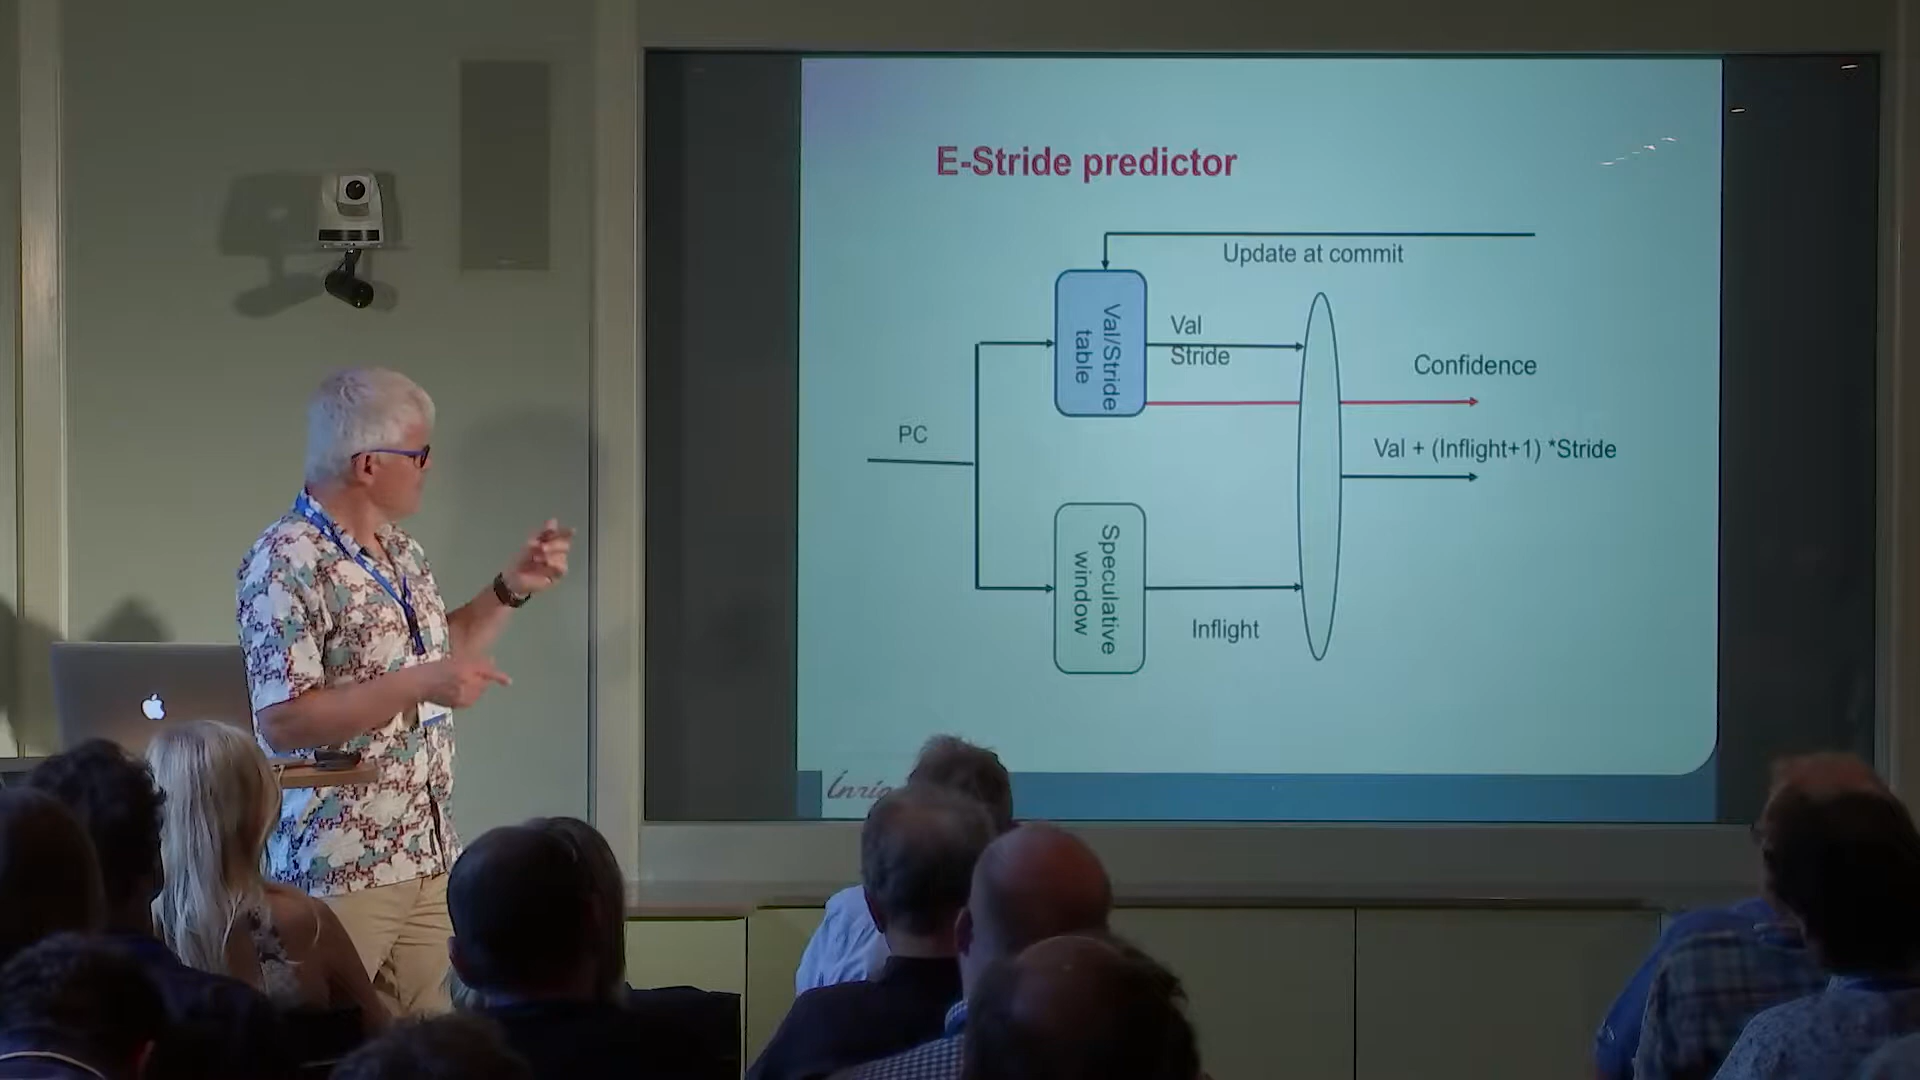 E-Stride predictor
Update at commit
Val/Stride
table
Val
Stride
Confidence
PC
Val + (Inflight+1) *Stride
Speculative
window
Inflight